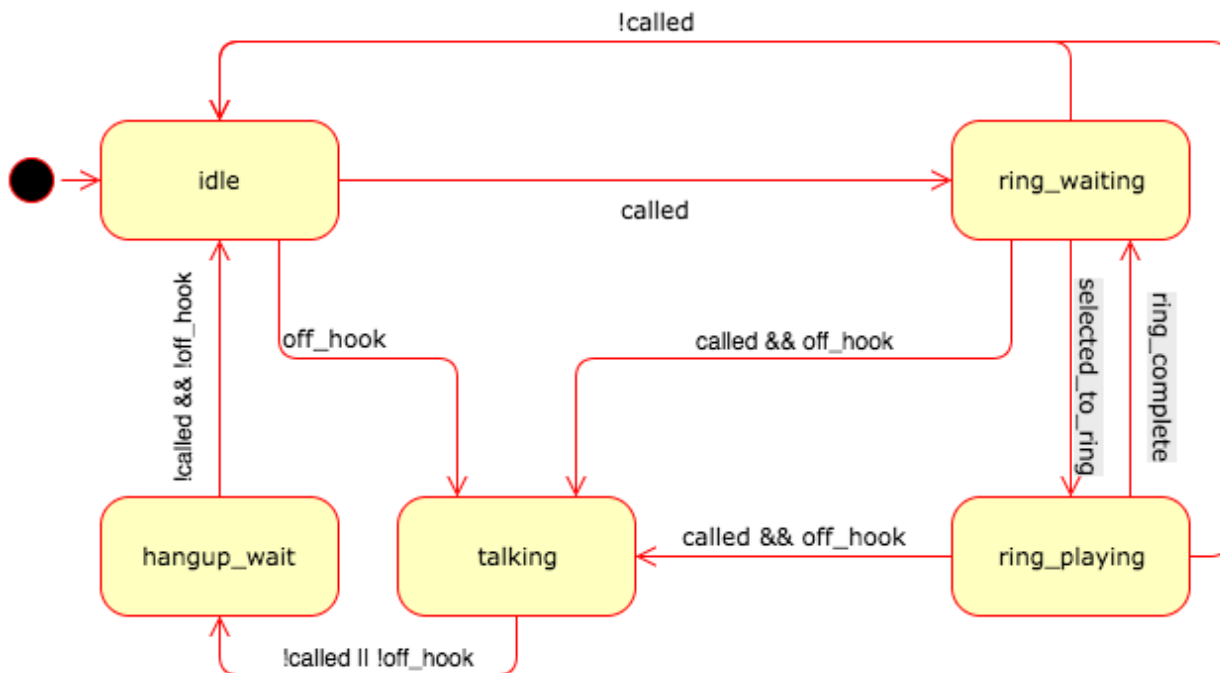 !called
idle
ring_waiting
called
!called && !off_hook
off_hook
called && off_hook
selected_to_ring
ring_complete
hangup_wait
talking
called && off_hook
ring_playing
!called || !off_hook